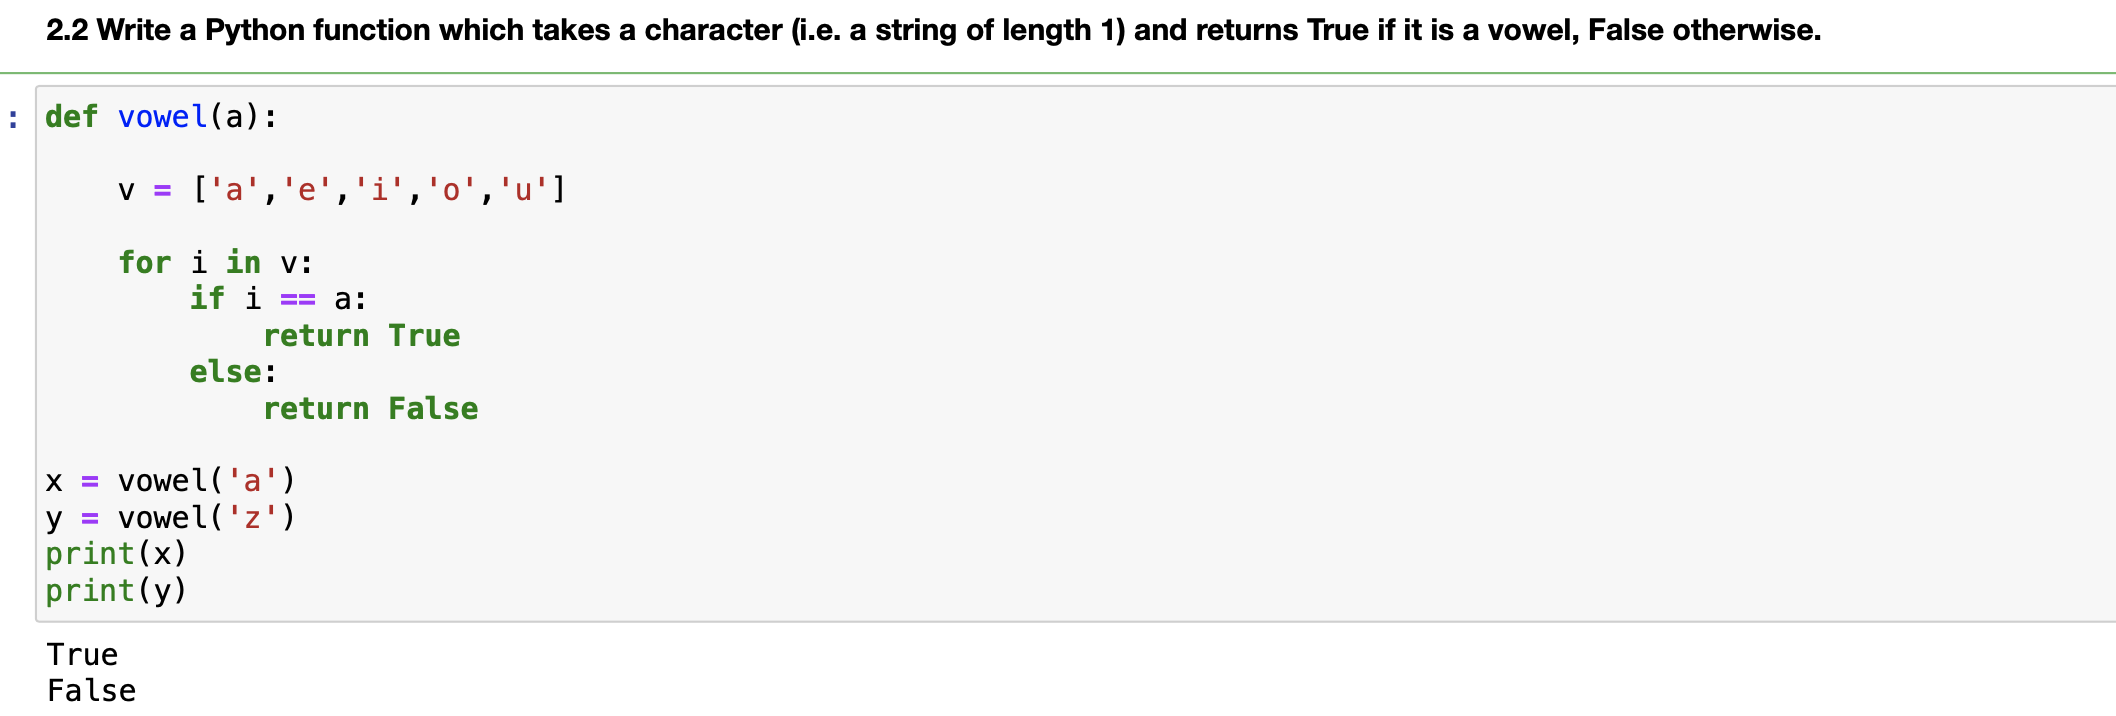 2.2 Write a Python function which takes a character (i.e. a string of length 1) and returns True if it is a vowel, False otherwise.
:
def vowel(a):
    v = ['a','e','i','o','u']
    for i in v:
        if i == a:
            return True
        else:
            return False
x = vowel('a')
y = vowel('z')
print(x)
print(y)
True
False